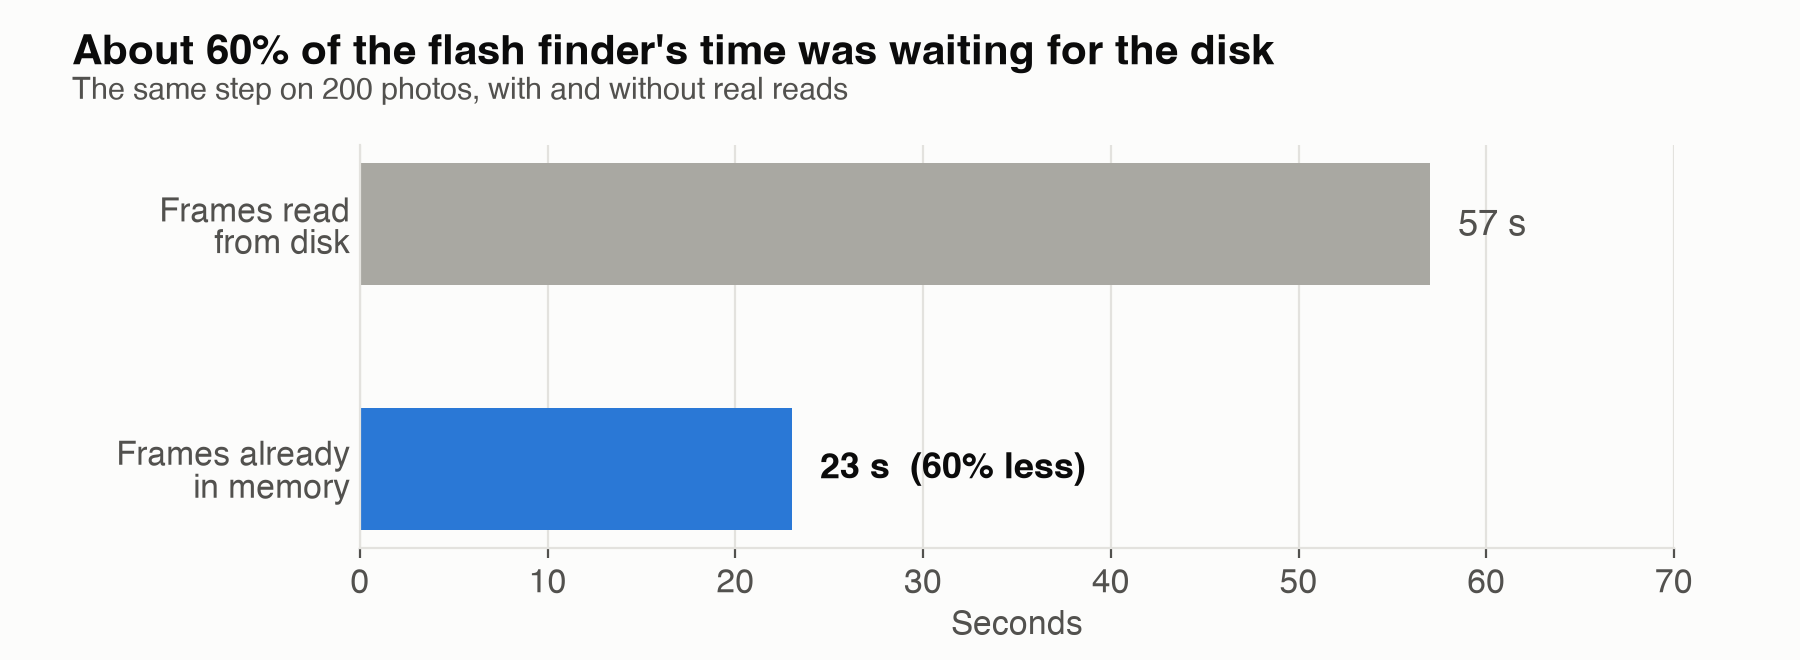 About 60% of the flash finder's time was waiting for the disk
The same step on 200 photos, with and without real reads
Frames read
from disk
57 s
Frames already
in memory
23 s (60% less)
0 10 20 30 40 50 60 70
Seconds